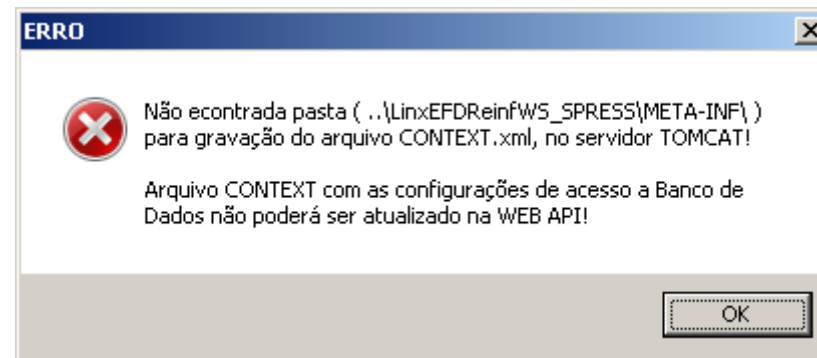 ERRO
Não econtrada pasta ( ..\LinxEFDReinfWS_SPRESS\META-INF\ )
para gravação do arquivo CONTEXT.xml, no servidor TOMCAT!
Arquivo CONTEXT com as configurações de acesso a Banco de
Dados não poderá ser atualizado na WEB API!
OK